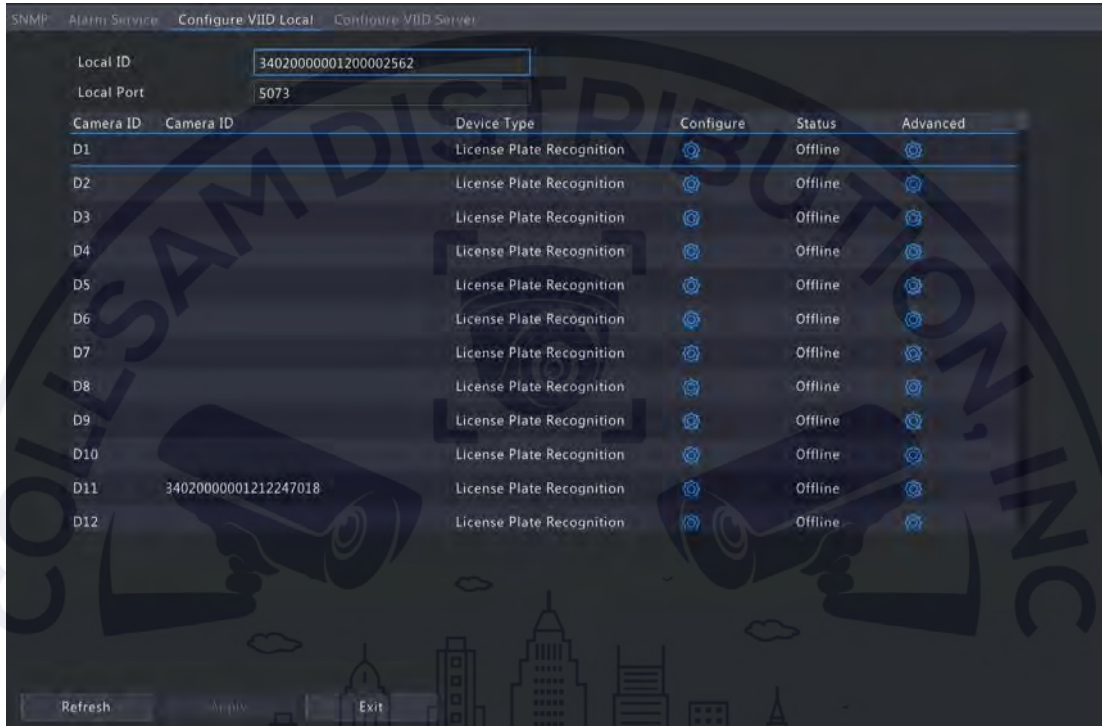 SNMP Alarm Service Configure VIID Local Configure VIID Server
Local ID 34020000001200002562
Local Port 5073
Camera ID Camera ID Device Type Configure Status Advanced
D1 License Plate Recognition Offline
D2 License Plate Recognition Offline
D3 License Plate Recognition Offline
D4 License Plate Recognition Offline
D5 License Plate Recognition Offline
D6 License Plate Recognition Offline
D7 License Plate Recognition Offline
D8 License Plate Recognition Offline
D9 License Plate Recognition Offline
D10 License Plate Recognition Offline
D11 34020000001212247018 License Plate Recognition Offline
D12 License Plate Recognition Offline
Refresh Apply Exit
COLLSAM DISTRIBUTION, INC